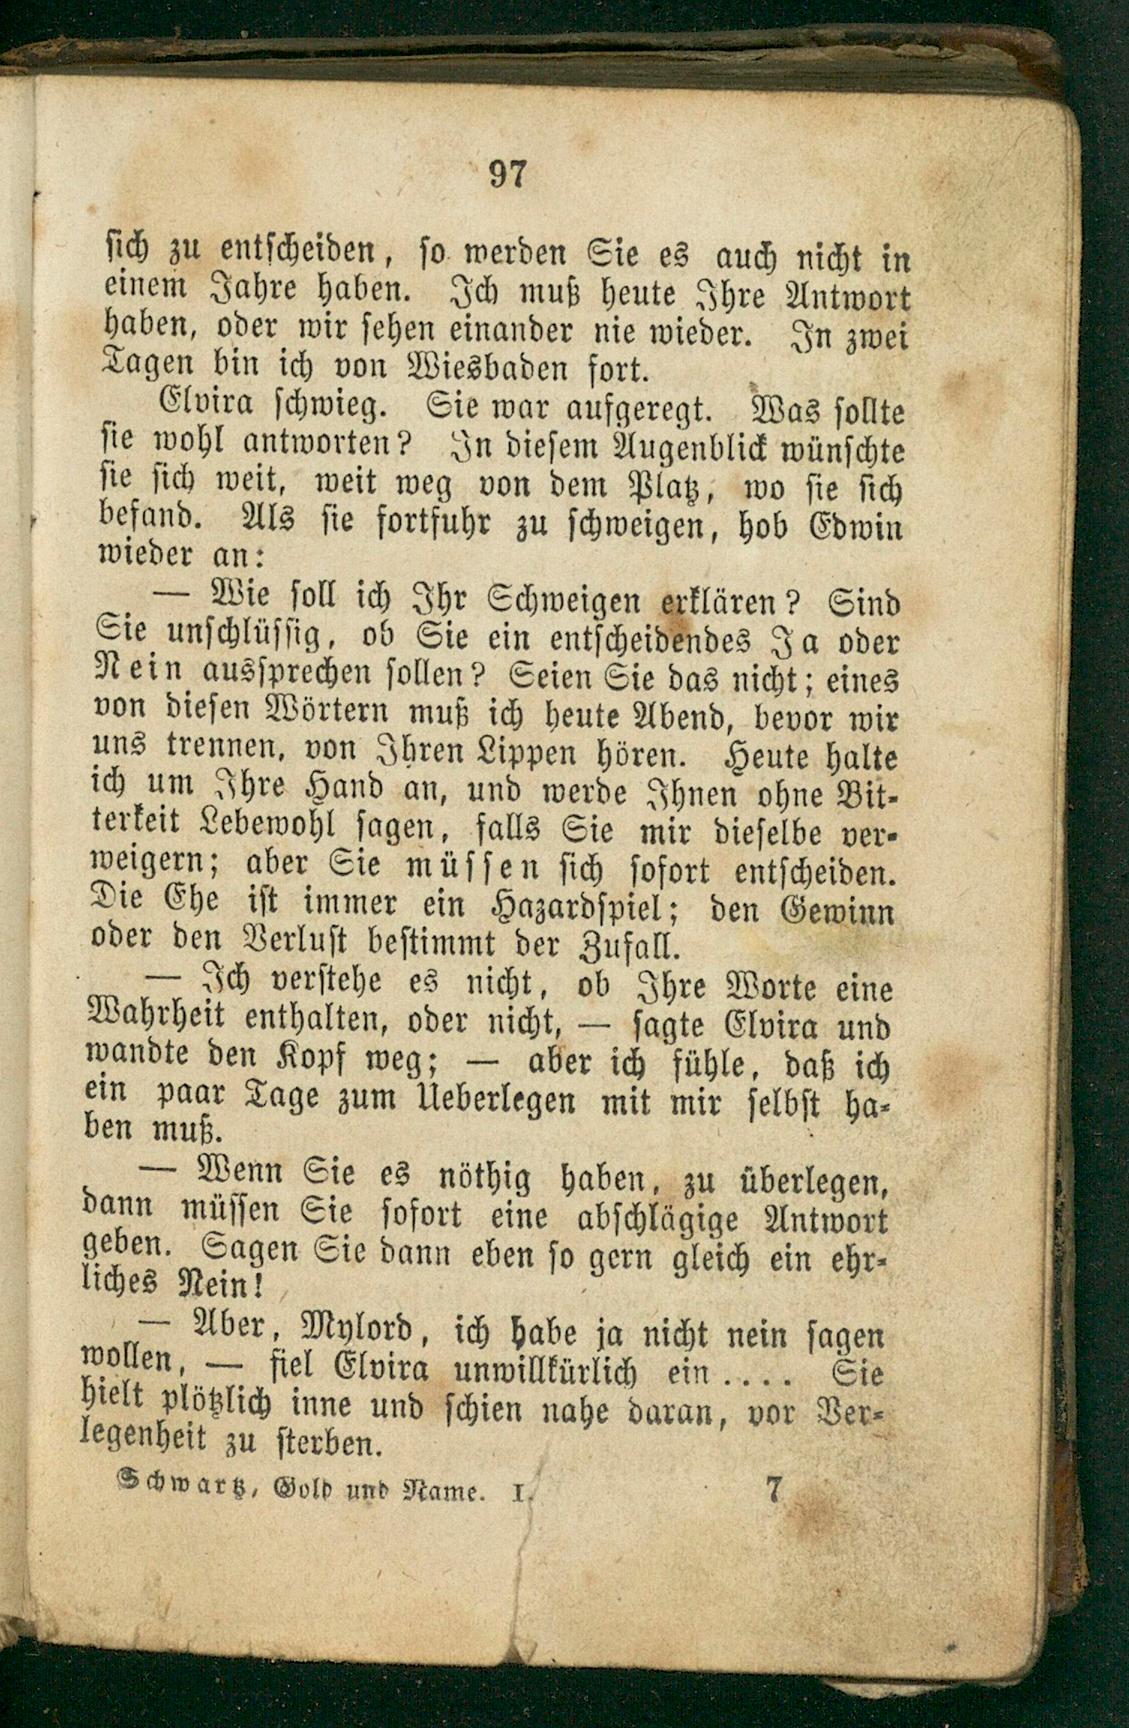 97
sich zu entscheiden, so werden Sie es auch nicht in
einem Jahre haben. Ich muß heute Ihre Antwort
haben, oder wir sehen einander nie wieder. In zwei
Tagen bin ich von Wiesbaden fort.
Elvira schwieg. Sie war aufgeregt. Was sollte
sie wohl antworten? In diesem Augenblick wünschte
sie sich weit, weit weg von dem Platz, wo sie sich
befand. Als sie fortfuhr zu schweigen, hob Edwin
wieder an:
— Wie soll ich Ihr Schweigen erklären? Sind
Sie unschlüssig, ob Sie ein entscheidendes Ja oder
Nein aussprechen sollen? Seien Sie das nicht; eines
von diesen Wörtern muß ich heute Abend, bevor wir
uns trennen, von Ihren Lippen hören. Heute halte
ich um Ihre Hand an, und werde Ihnen ohne Bit-
terkeit Lebewohl sagen, falls Sie mir dieselbe ver-
weigern; aber Sie müssen sich sofort entscheiden.
Die Ehe ist immer ein Hazardspiel; den Gewinn
oder den Verlust bestimmt der Zufall.
— Ich verstehe es nicht, ob Ihre Worte eine
Wahrheit enthalten, oder nicht, — sagte Elvira und
wandte den Kopf weg; — aber ich fühle, daß ich
ein paar Tage zum Ueberlegen mit mir selbst ha-
ben muß.
— Wenn Sie es nöthig haben, zu überlegen,
dann müssen Sie sofort eine abschlägige Antwort
geben. Sagen Sie dann eben so gern gleich ein ehr-
liches Nein!
— Aber, Mylord, ich habe ja nicht nein sagen
wollen, — fiel Elvira unwillkürlich ein.... Sie
hielt plötzlich inne und schien nahe daran, vor Ver-
legenheit zu sterben.
Schwartz, Gold und Name. I. 7